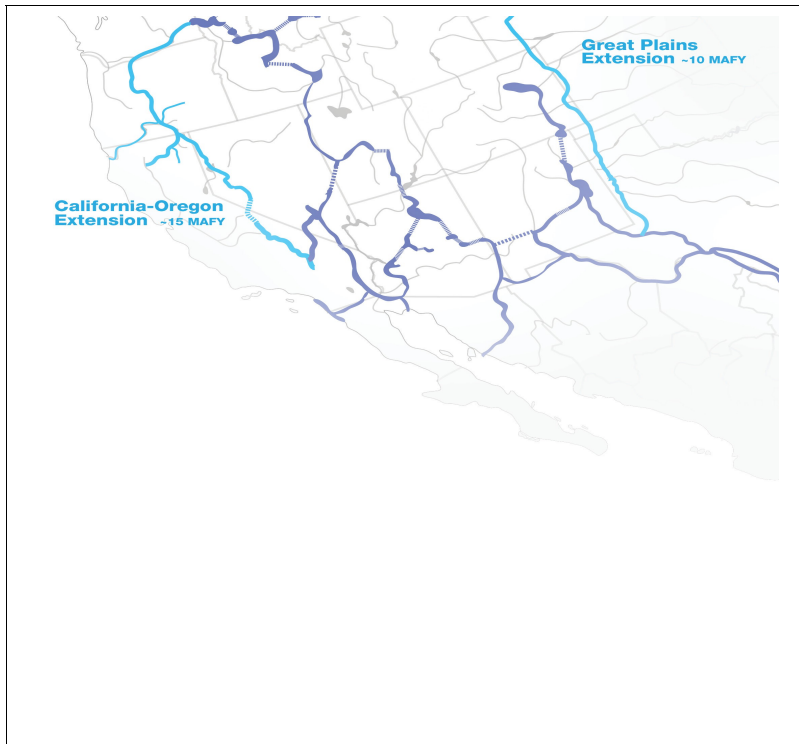 Great Plains
Extension ~10 MAFY
California-Oregon
Extension ~15 MAFY